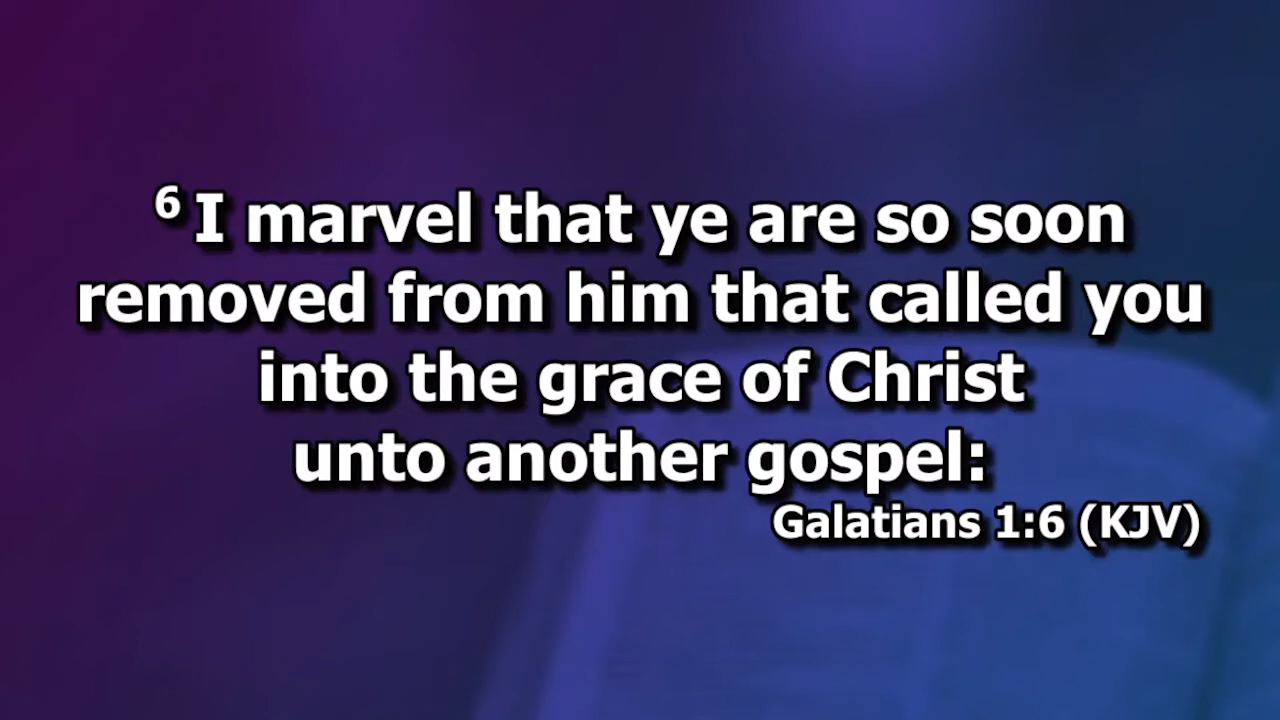 6 I marvel that ye are so soon
removed from him that called you
into the grace of Christ
unto another gospel:
Galatians 1:6 (KJV)